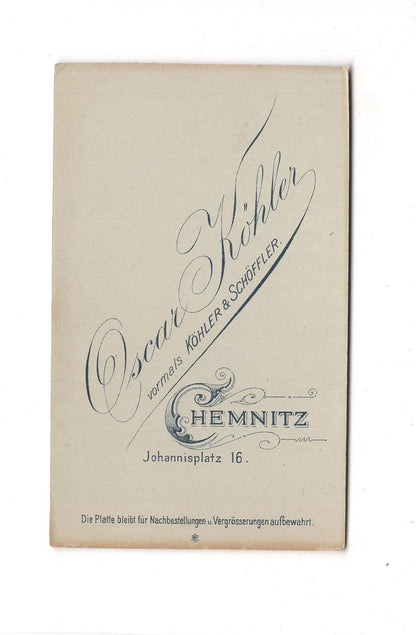 Oscar Köhler
vormals KÖHLER & SCHÖFFLER.
CHEMNITZ
Johannisplatz 16.
Die Platte bleibt für Nachbestellungen u. Vergrösserungen aufbewahrt.